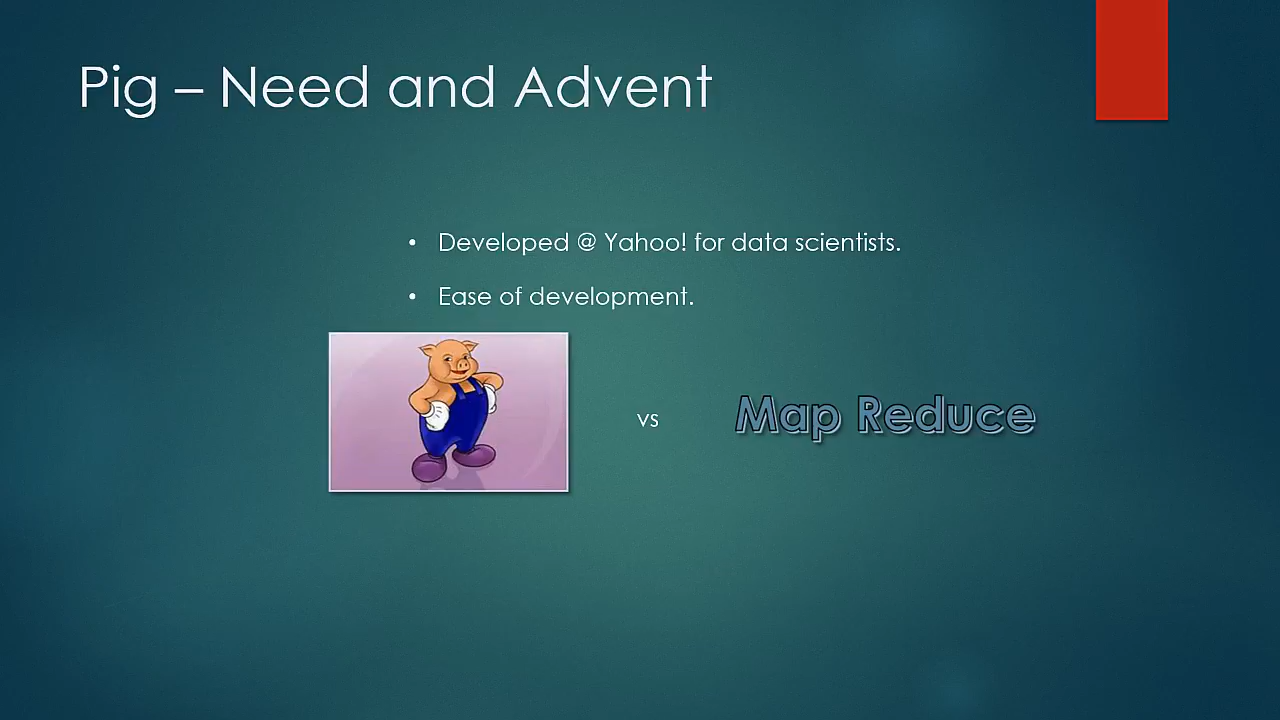 Pig – Need and Advent
• Developed @ Yahoo! for data scientists.
• Ease of development.
vs
Map Reduce